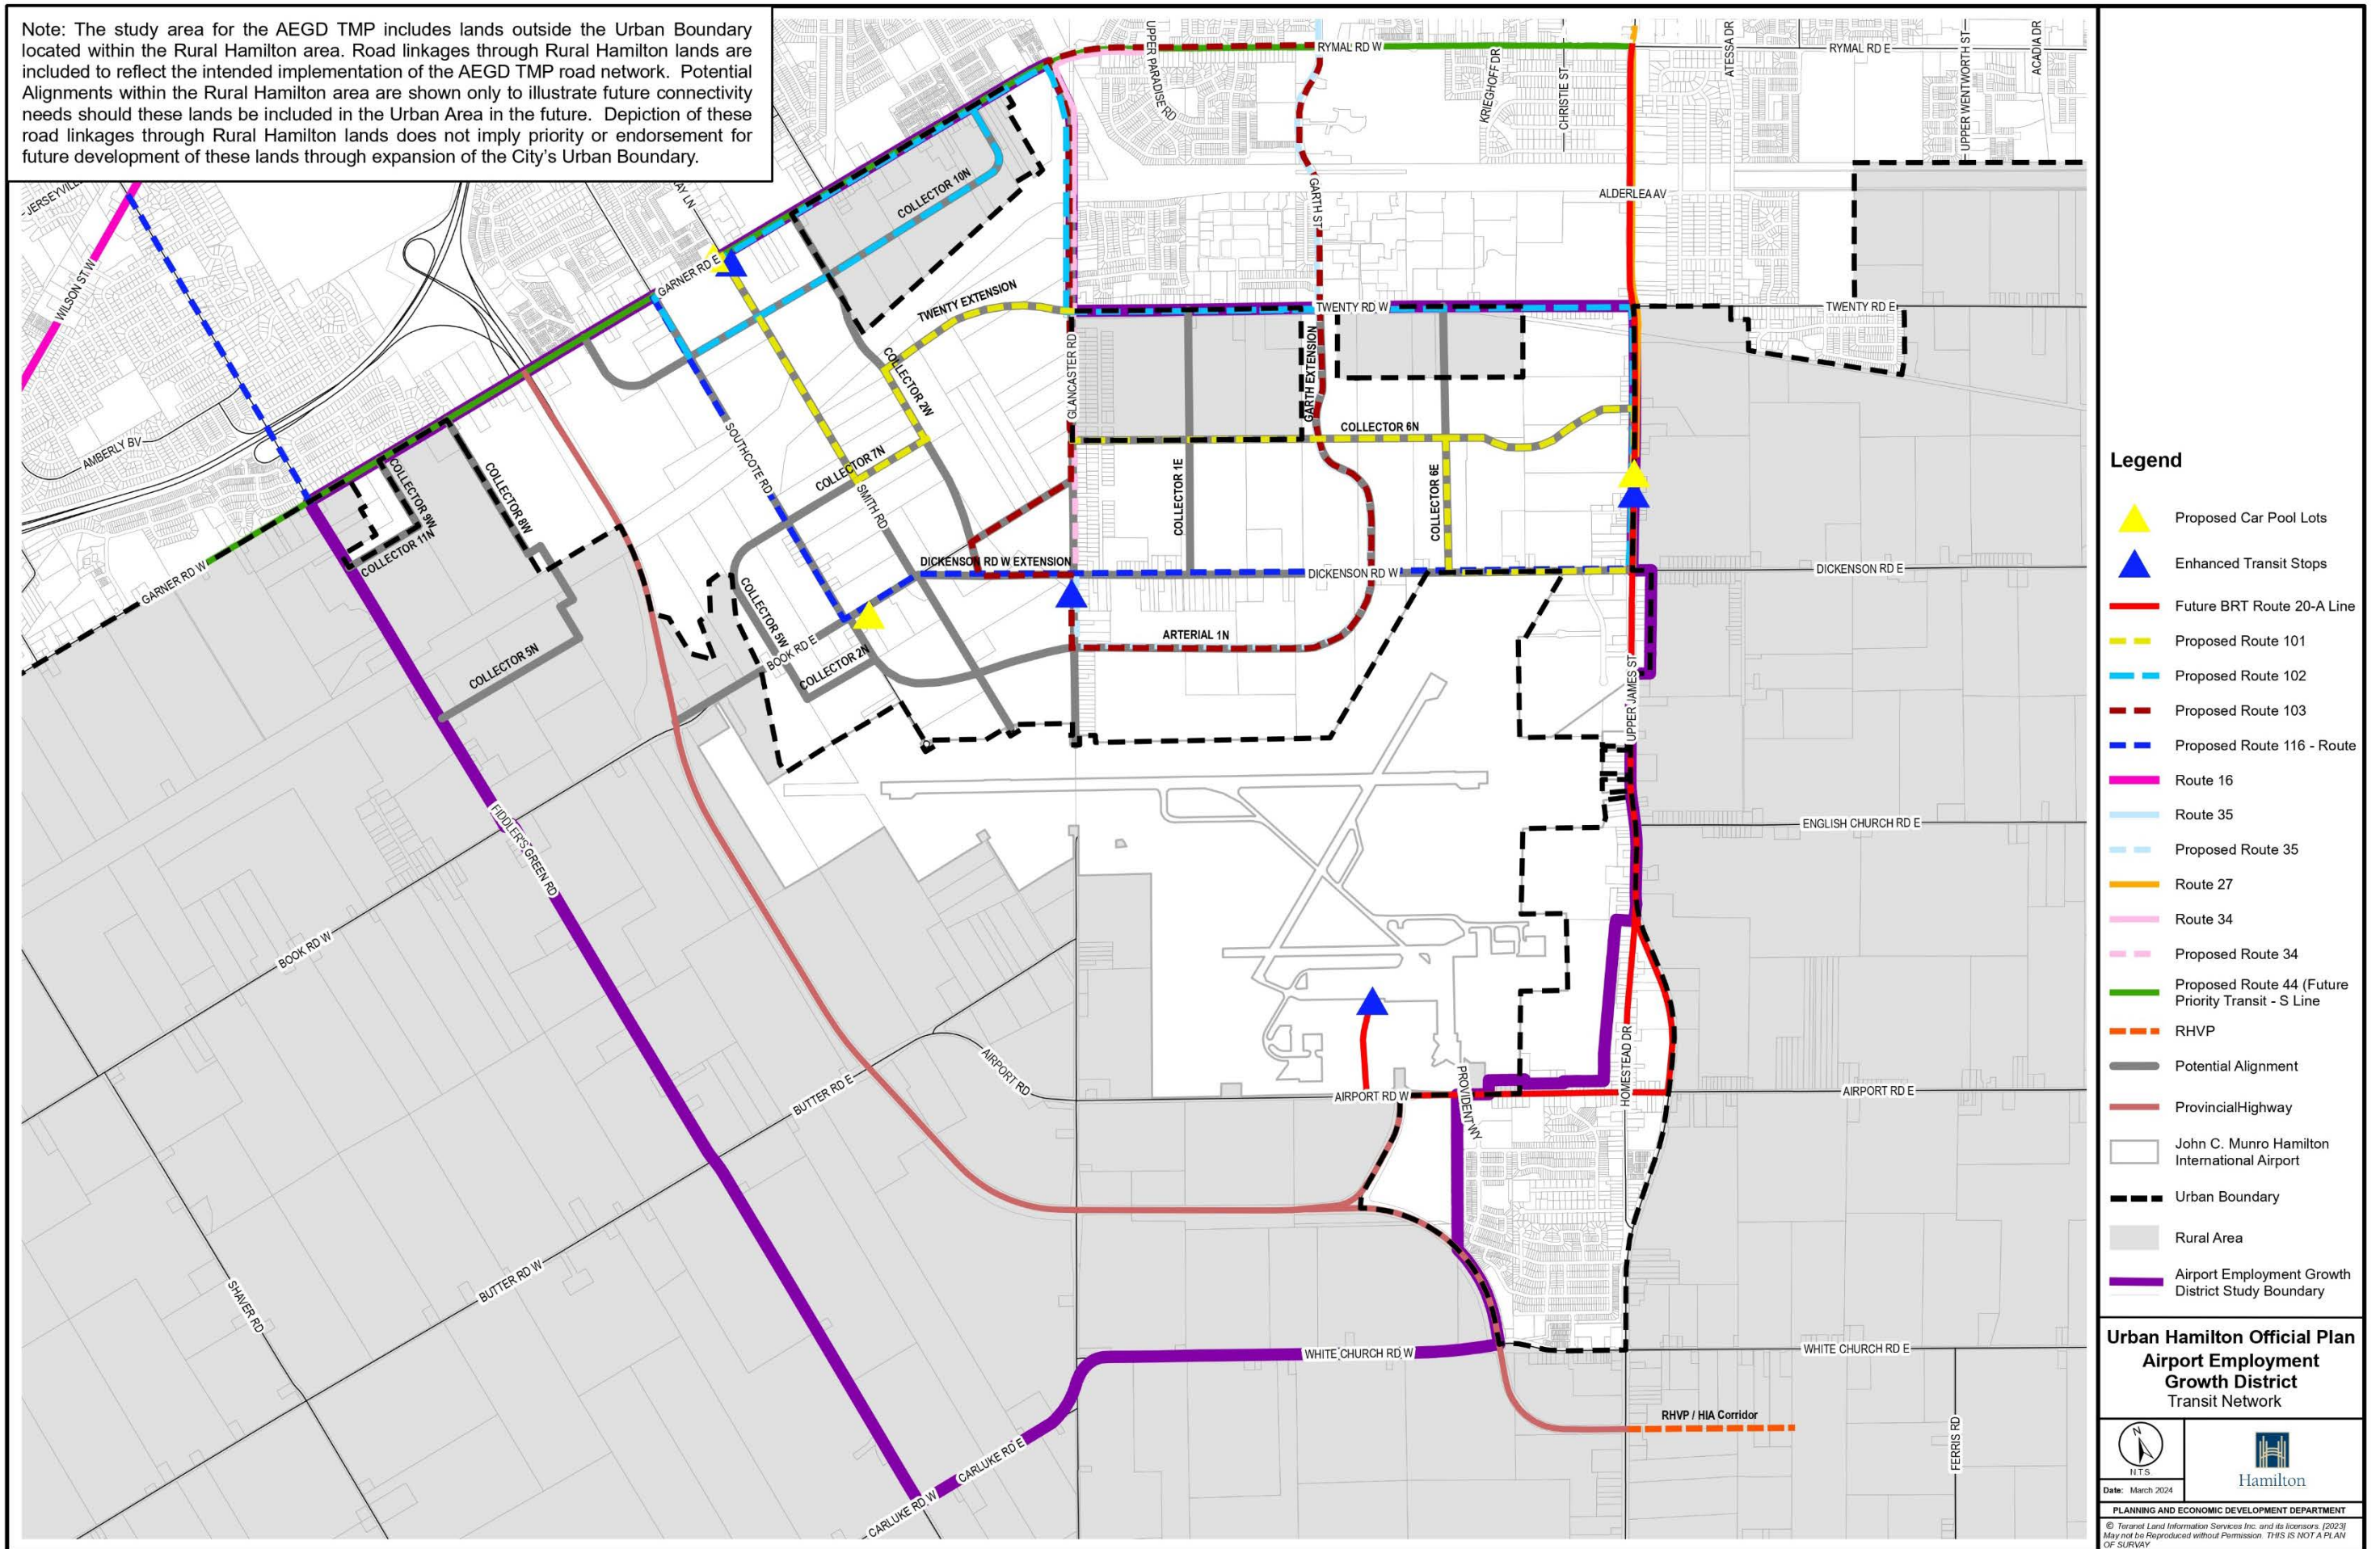 Note: The study area for the AEGD TMP includes lands outside the Urban Boundary
located within the Rural Hamilton area. Road linkages through Rural Hamilton lands are
included to reflect the intended implementation of the AEGD TMP road network. Potential
Alignments within the Rural Hamilton area are shown only to illustrate future connectivity
needs should these lands be included in the Urban Area in the future. Depiction of these
road linkages through Rural Hamilton lands does not imply priority or endorsement for
future development of these lands through expansion of the City's Urban Boundary.
UPPER PARADISE RD
RYMAL RD W
KRIEGHOFF DR
CHRISTIE ST
ATESSA DR
RYMAL RD E
UPPER WENTWORTH ST
ACADIA DR
WILSON ST W
GARNER RD E
COLLECTOR 10N
GARTH ST
ALDERLEA AV
TWENTY EXTENSION
TWENTY RD W
TWENTY RD E
COLLECTOR 2W
GLANCASTER RD
GARTH EXTENSION
AMBERLY BV
SOUTHCOTE RD
COLLECTOR 6N
COLLECTOR 9W
COLLECTOR 8W
COLLECTOR 7N
SMITH RD
COLLECTOR 1E
COLLECTOR 6E
COLLECTOR 11N
GARNER RD W
DICKENSON RD W EXTENSION
DICKENSON RD W
DICKENSON RD E
COLLECTOR 5W
BOOK RD E
COLLECTOR 2N
ARTERIAL 1N
COLLECTOR 5N
UPPER JAMES ST
FIDDLER'S GREEN RD
ENGLISH CHURCH RD E
BOOK RD W
AIRPORT RD
BUTTER RD E
AIRPORT RD W
PROVIDENT WY
HOMESTEAD DR
AIRPORT RD E
SHAVER RD
BUTTER RD W
WHITE CHURCH RD W
WHITE CHURCH RD E
RHVP / HIA Corridor
FERRIS RD
CARLUKE RD E
CARLUKE RD W
Legend
Proposed Car Pool Lots
Enhanced Transit Stops
Future BRT Route 20-A Line
Proposed Route 101
Proposed Route 102
Proposed Route 103
Proposed Route 116 - Route
Route 16
Route 35
Proposed Route 35
Route 27
Route 34
Proposed Route 34
Proposed Route 44 (Future
Priority Transit - S Line
RHVP
Potential Alignment
ProvincialHighway
John C. Munro Hamilton
International Airport
Urban Boundary
Rural Area
Airport Employment Growth
District Study Boundary
Urban Hamilton Official Plan
Airport Employment
Growth District
Transit Network
N
N.T.S.
Hamilton
Date: March 2024
PLANNING AND ECONOMIC DEVELOPMENT DEPARTMENT
© Teranet Land Information Services Inc. and its licensors. [2023]
May not be Reproduced without Permission. THIS IS NOT A PLAN
OF SURVAY